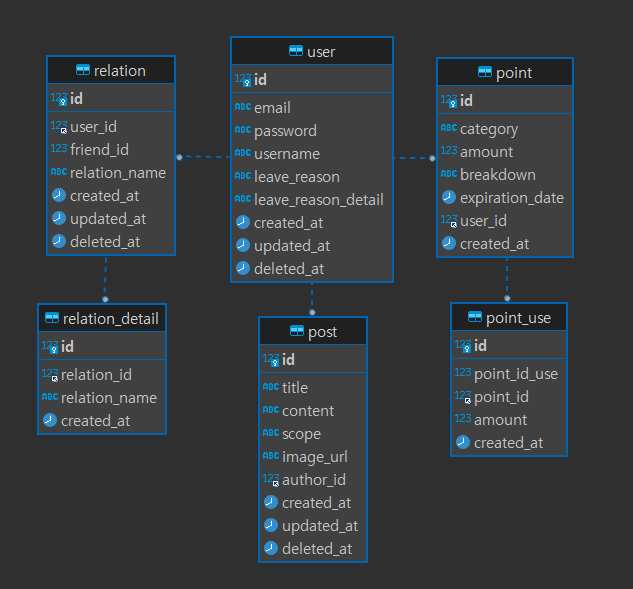 relation
123 id
123 user_id
123 friend_id
ABC relation_name
created_at
updated_at
deleted_at
user
123 id
ABC email
ABC password
ABC username
ABC leave_reason
ABC leave_reason_detail
created_at
updated_at
deleted_at
point
123 id
ABC category
123 amount
ABC breakdown
expiration_date
123 user_id
created_at
relation_detail
123 id
123 relation_id
ABC relation_name
created_at
post
123 id
ABC title
ABC content
ABC scope
ABC image_url
123 author_id
created_at
updated_at
deleted_at
point_use
123 id
123 point_id_use
123 point_id
123 amount
created_at